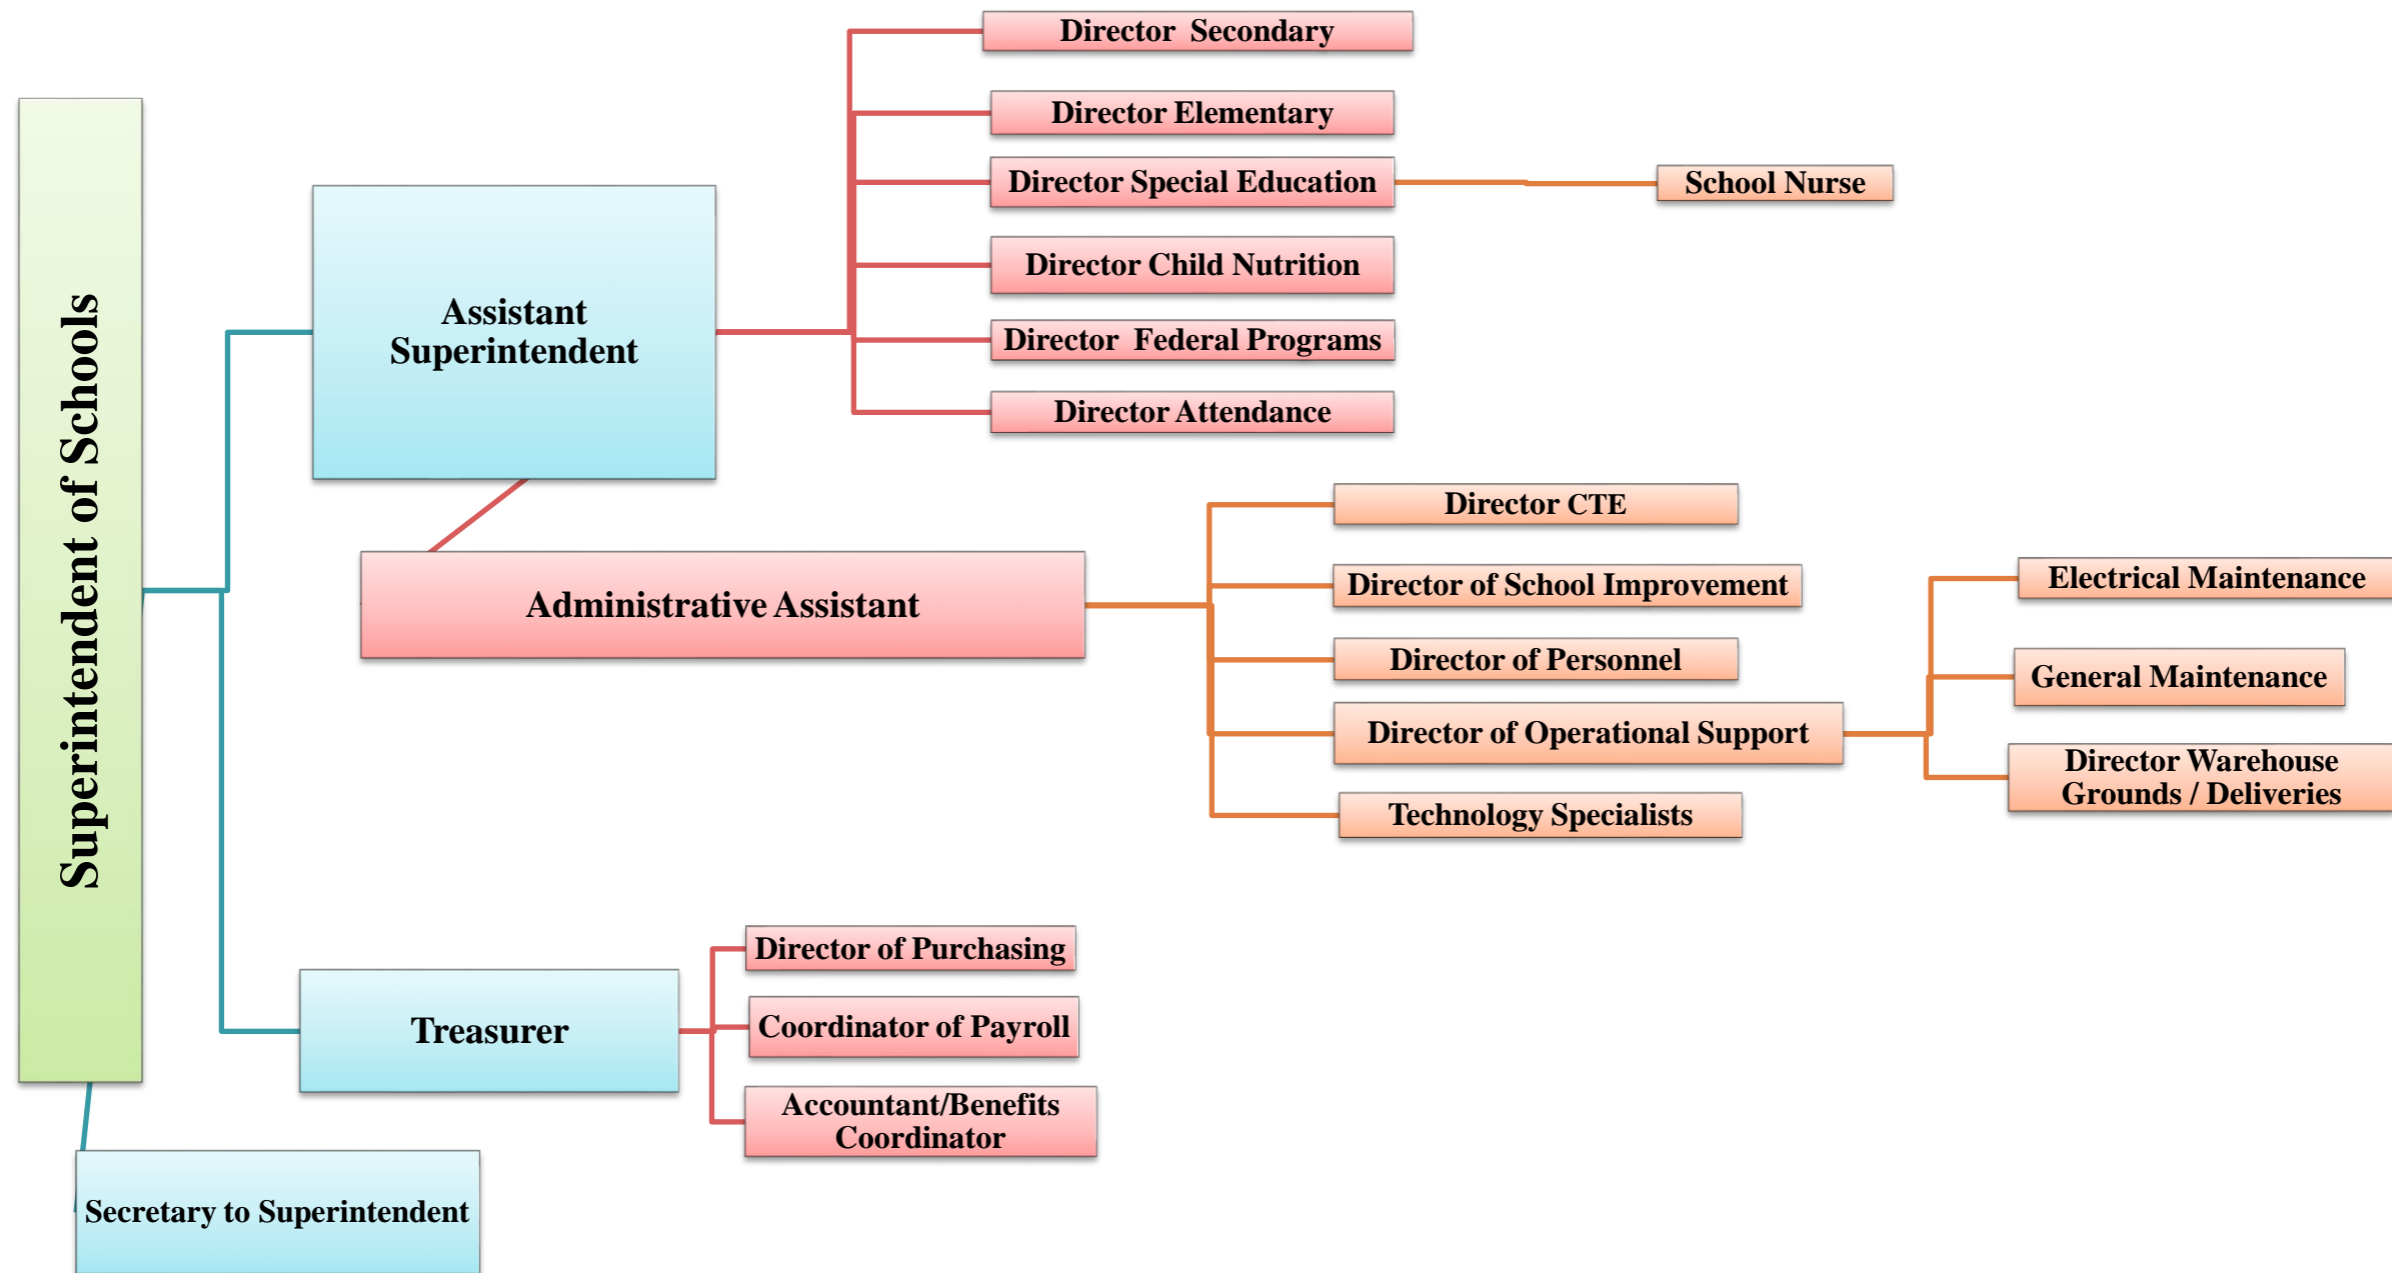 Superintendent of Schools
Assistant
Superintendent
Director Secondary
Director Elementary
Director Special Education
School Nurse
Director Child Nutrition
Director Federal Programs
Director Attendance
Administrative Assistant
Director CTE
Director of School Improvement
Director of Personnel
Director of Operational Support
Technology Specialists
Electrical Maintenance
General Maintenance
Director Warehouse
Grounds / Deliveries
Treasurer
Director of Purchasing
Coordinator of Payroll
Accountant/Benefits
Coordinator
Secretary to Superintendent